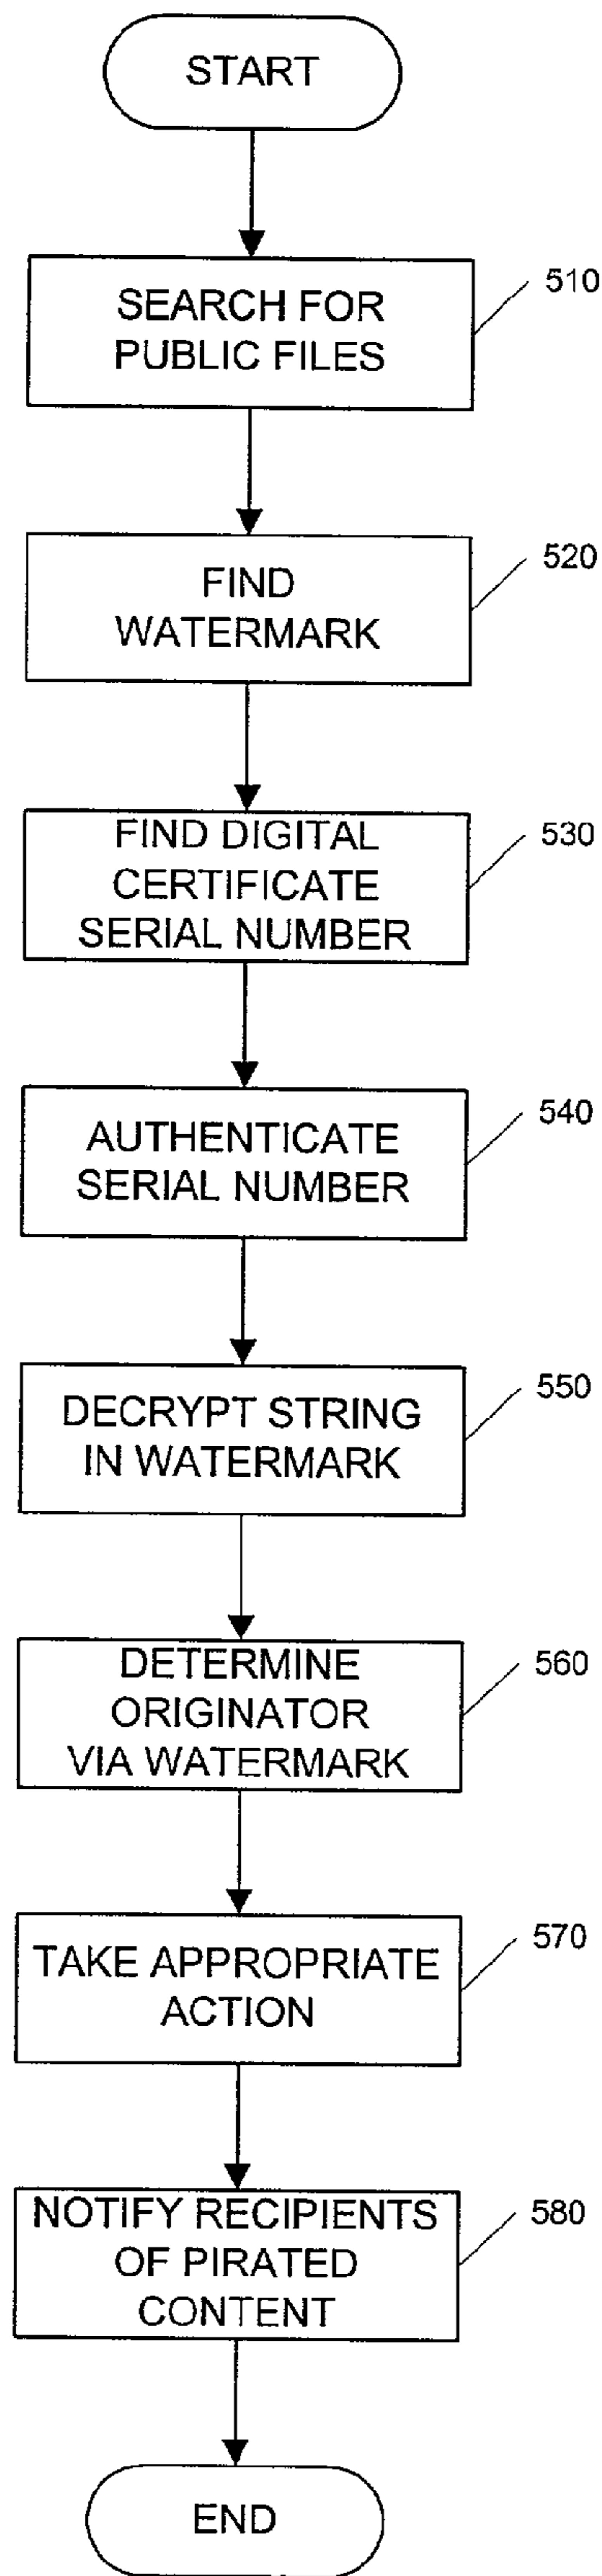 START
SEARCH FOR
PUBLIC FILES
510
FIND
WATERMARK
520
FIND DIGITAL
CERTIFICATE
SERIAL NUMBER
530
AUTHENTICATE
SERIAL NUMBER
540
DECRYPT STRING
IN WATERMARK
550
DETERMINE
ORIGINATOR
VIA WATERMARK
560
TAKE APPROPRIATE
ACTION
570
NOTIFY RECIPIENTS
OF PIRATED
CONTENT
580
END